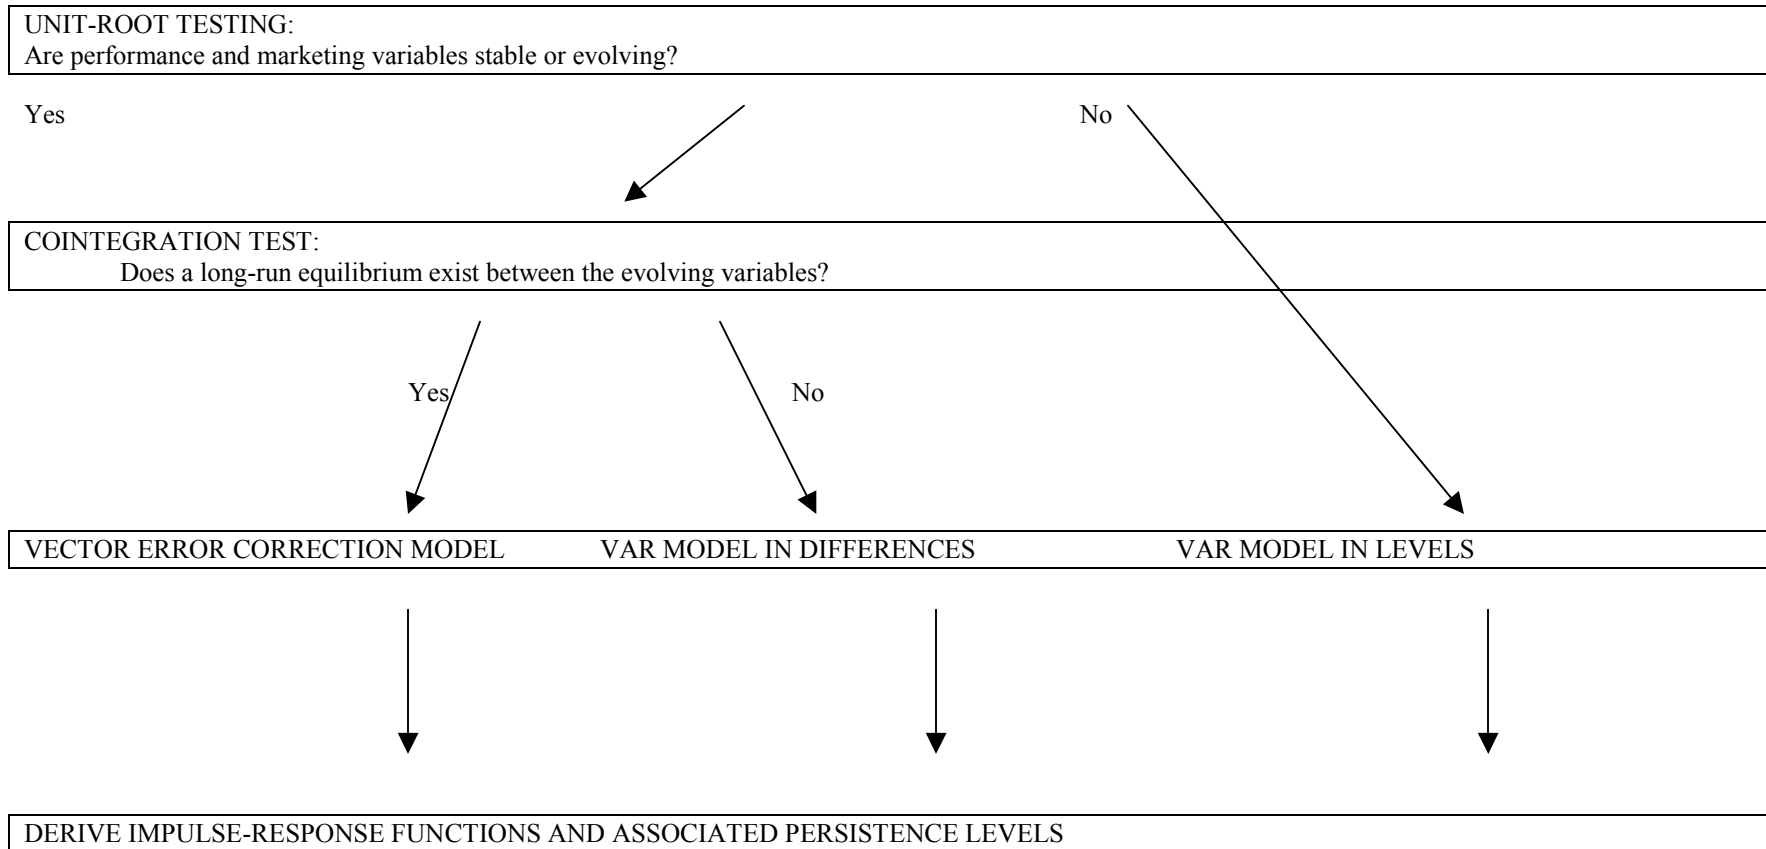 UNIT-ROOT TESTING:
Are performance and marketing variables stable or evolving?
Yes No
COINTEGRATION TEST:
Does a long-run equilibrium exist between the evolving variables?
Yes No
VECTOR ERROR CORRECTION MODEL VAR MODEL IN DIFFERENCES VAR MODEL IN LEVELS
DERIVE IMPULSE-RESPONSE FUNCTIONS AND ASSOCIATED PERSISTENCE LEVELS